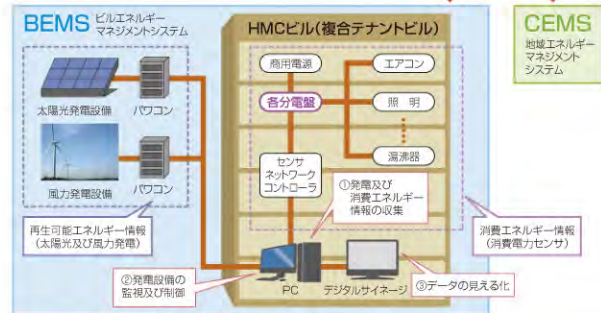 BEMS ビルエネルギー
マネジメントシステム
太陽光発電設備
パワコン
風力発電設備
パワコン
再生可能エネルギー情報
(太陽光及び風力発電)
②発電設備の
監視及び制御
HMCビル(複合テナントビル)
商用電源
エアコン
各分電盤
照 明
湯沸器
センサ
ネットワーク
コントローラ
①発電及び
消費エネルギー
情報の収集
PC
デジタルサイネージ
③データの見える化
消費エネルギー情報
(消費電力センサ)
CEMS
地域エネルギー
マネジメント
システム